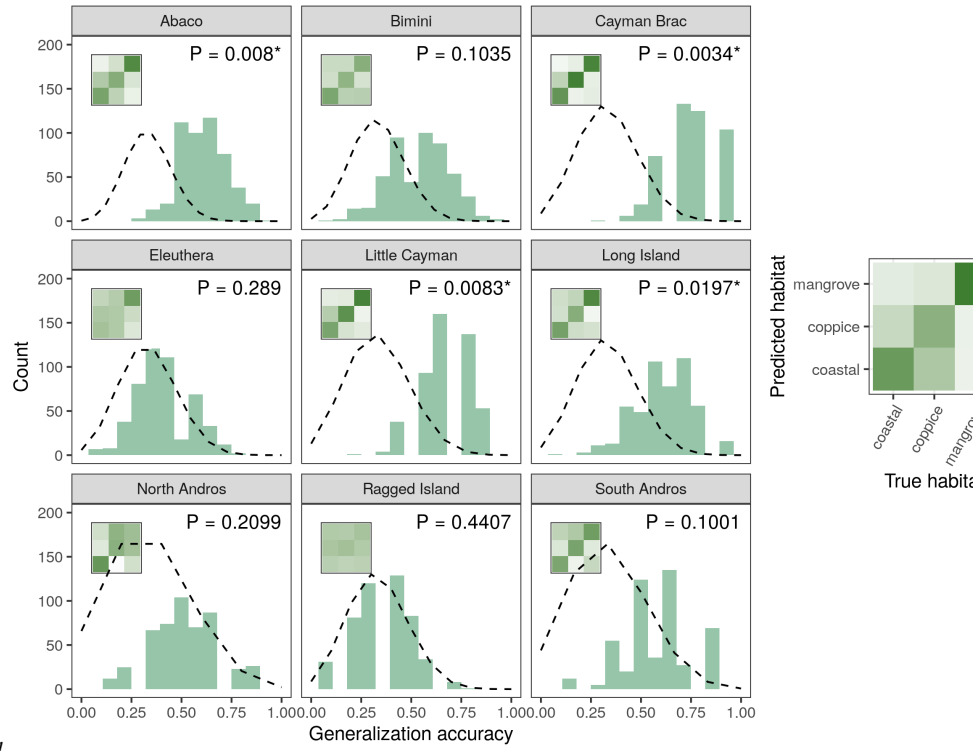 Abaco
Bimini
Cayman Brac
P = 0.008*
P = 0.1035
P = 0.0034*
200
150
100
50
0
Eleuthera
Little Cayman
Long Island
P = 0.289
P = 0.0083*
P = 0.0197*
200
150
100
50
0
North Andros
Ragged Island
South Andros
P = 0.2099
P = 0.4407
P = 0.1001
200
150
100
50
0
0.00 0.25 0.50 0.75 1.00
0.00 0.25 0.50 0.75 1.00
0.00 0.25 0.50 0.75 1.00
Count
Generalization accuracy
Predicted habitat
mangrove
coppice
coastal
coastal
coppice
mangro
True habita